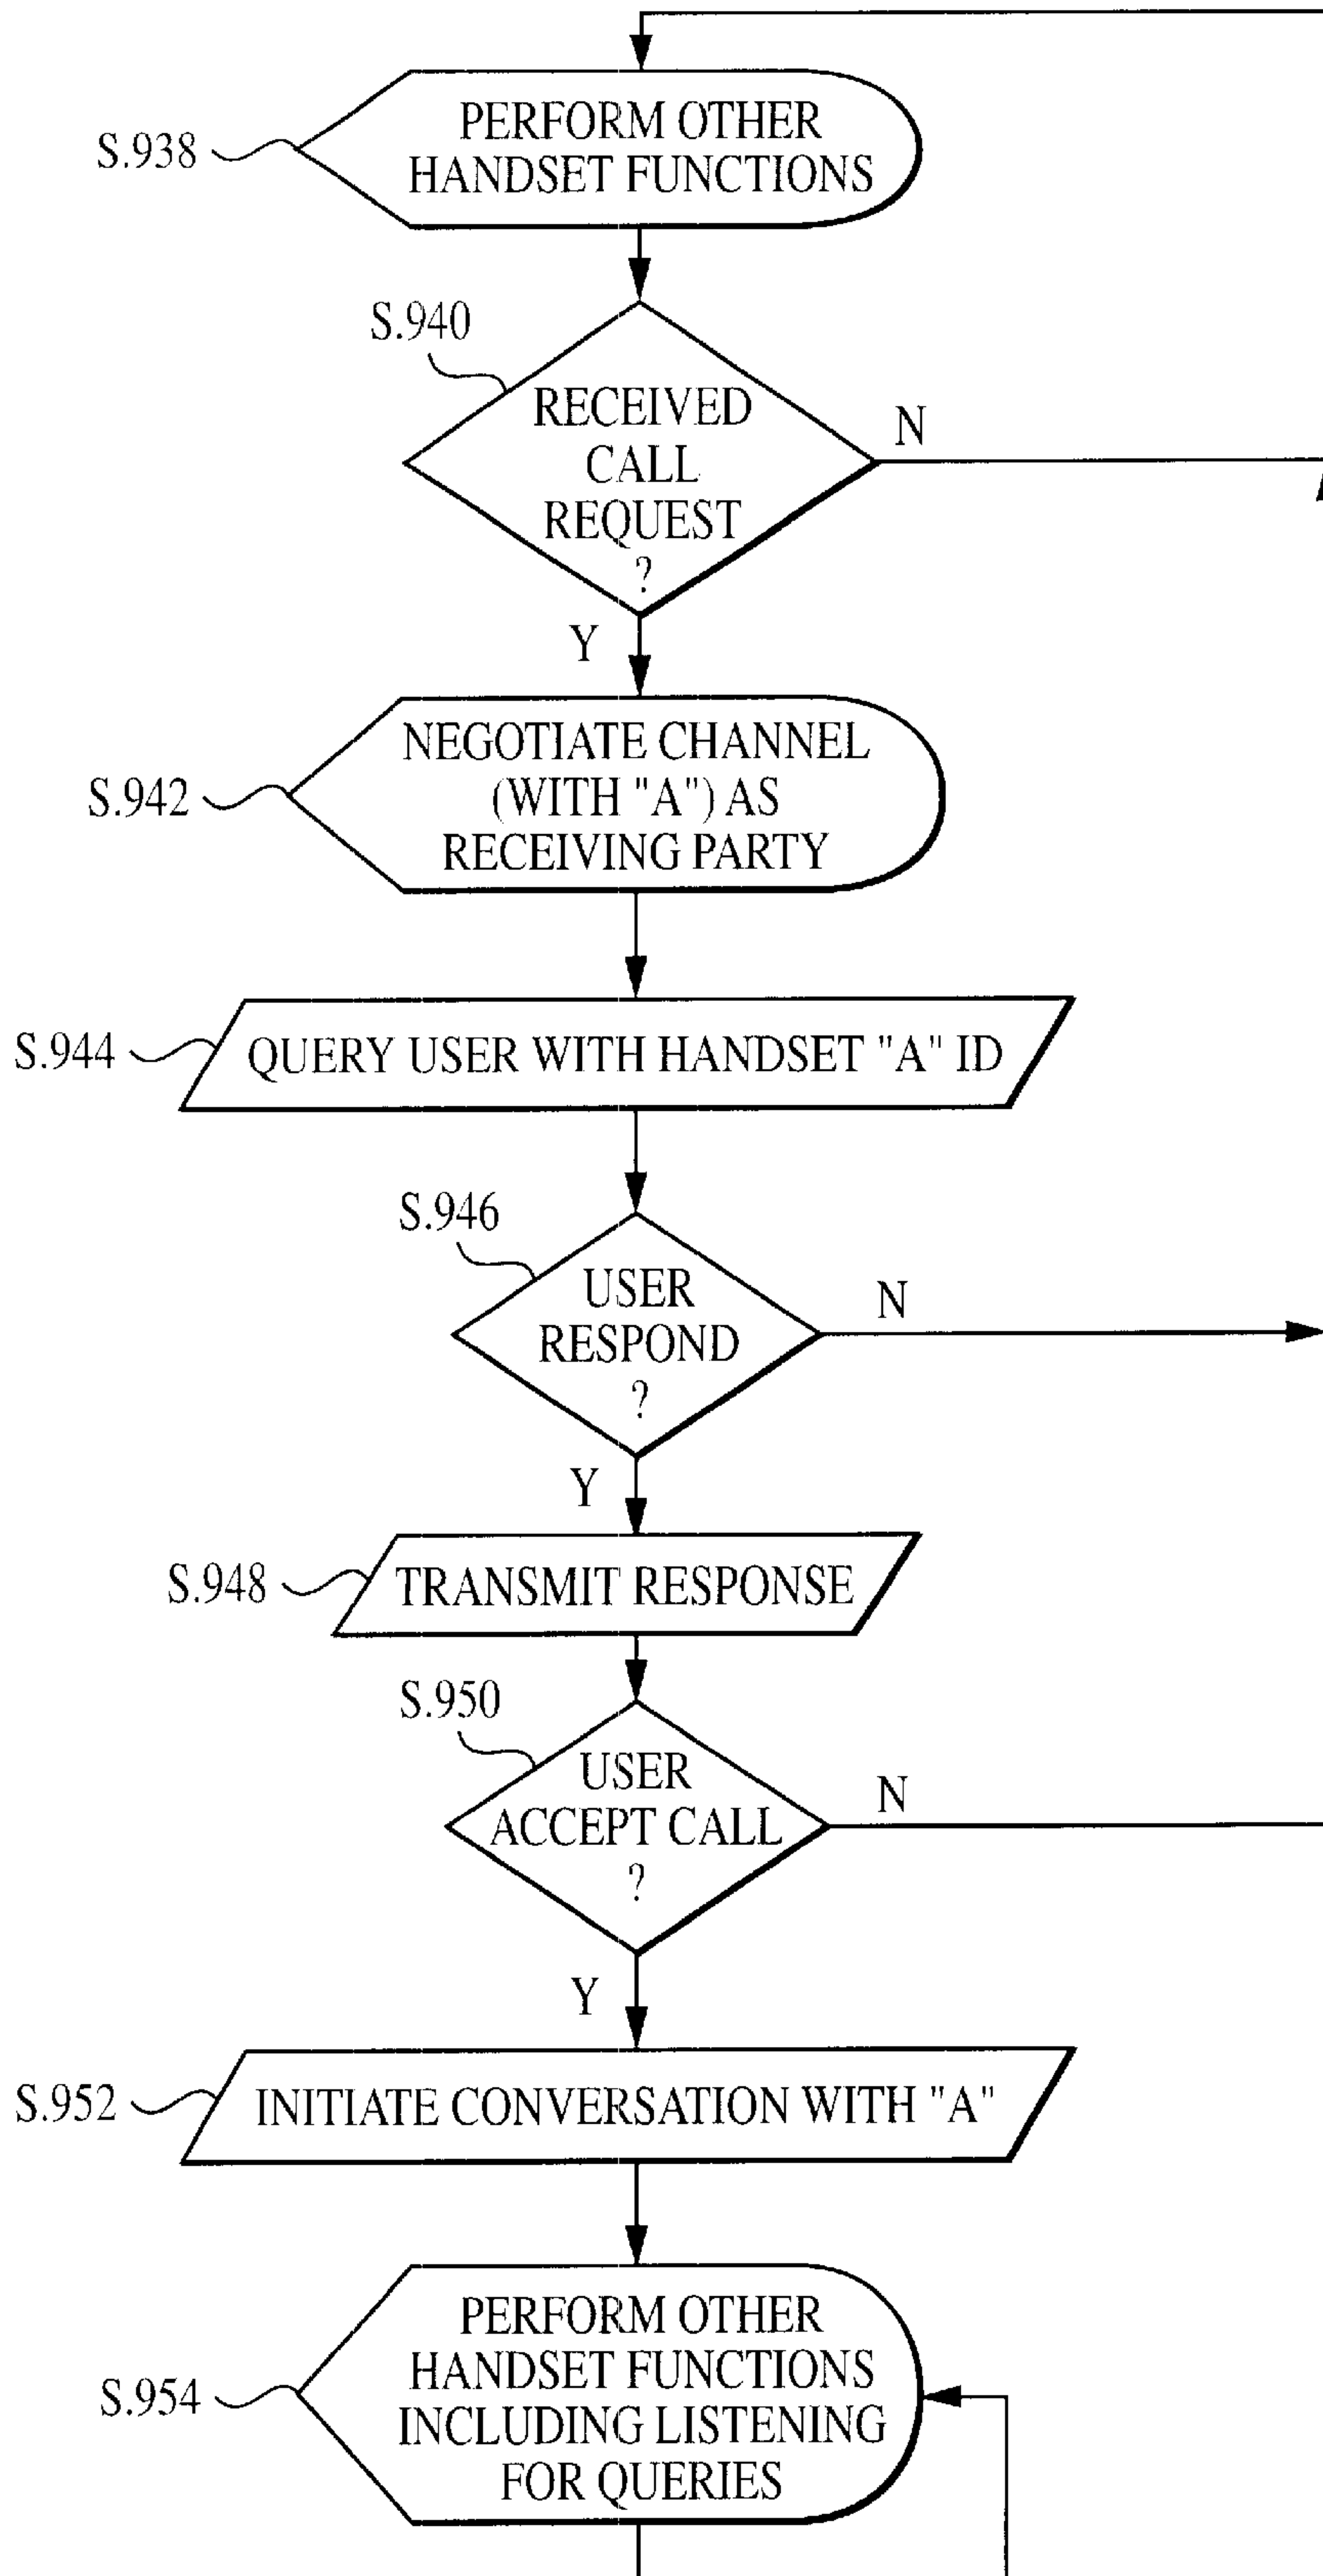 S.938
PERFORM OTHER
HANDSET FUNCTIONS
S.940
RECEIVED
CALL
REQUEST
?
N
Y
S.942
NEGOTIATE CHANNEL
(WITH "A") AS
RECEIVING PARTY
S.944
QUERY USER WITH HANDSET "A" ID
S.946
USER
RESPOND
?
N
Y
S.948
TRANSMIT RESPONSE
S.950
USER
ACCEPT CALL
?
N
Y
S.952
INITIATE CONVERSATION WITH "A"
S.954
PERFORM OTHER
HANDSET FUNCTIONS
INCLUDING LISTENING
FOR QUERIES